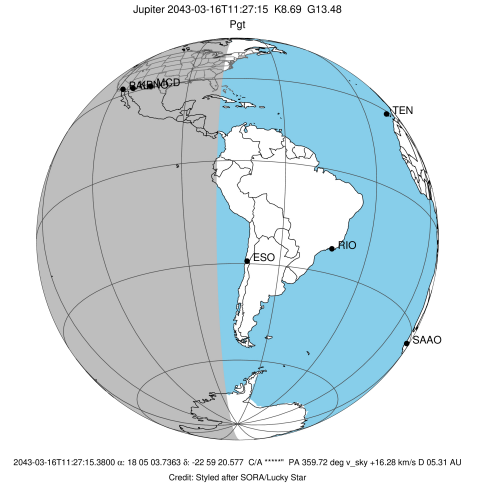 Jupiter 2043-03-16T11:27:15 K8.69 G13.48
Pgt
MCD
TEN
RIO
ESO
SAAO
2043-03-16T11:27:15.3800 α: 18 05 03.7363 δ: -22 59 20.577 C/A *****" PA 359.72 deg v_sky +16.28 km/s D 05.31 AU
Credit: Styled after SORA/Lucky Star